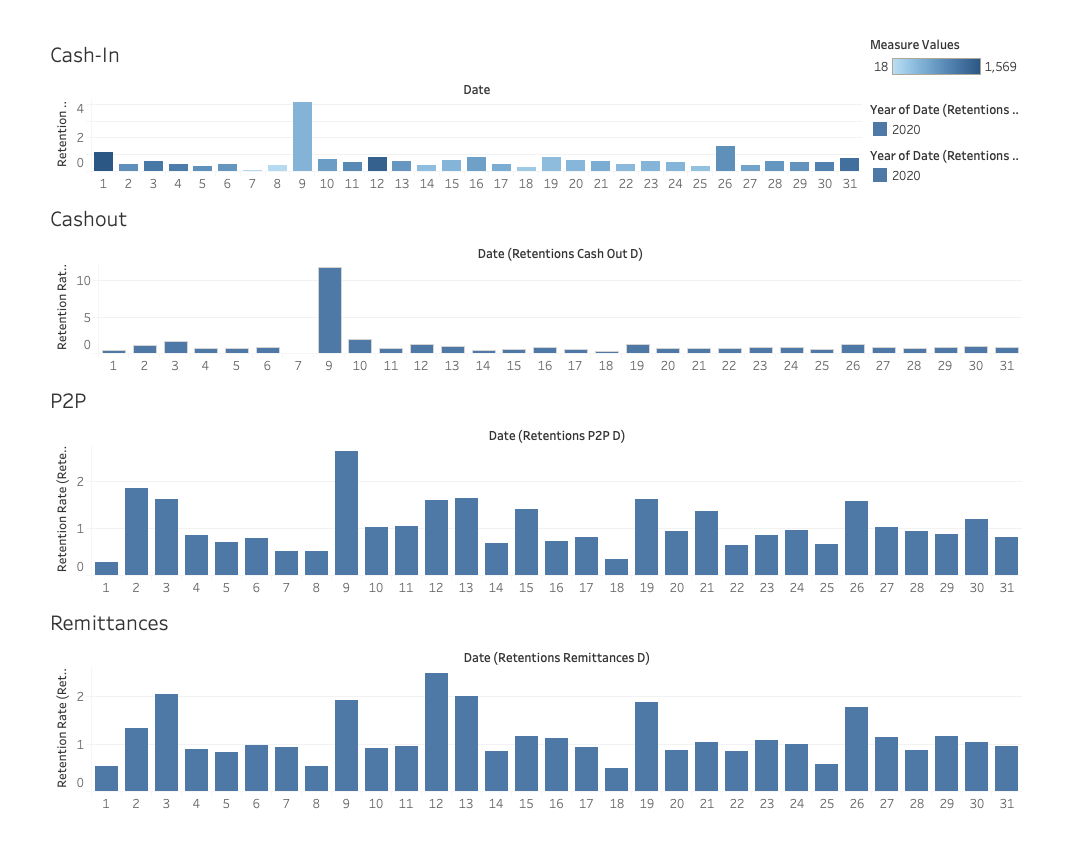 Cash-In
Measure Values
18 1,569
Date
Retention ..
4
2
0
1 2 3 4 5 6 7 8 9 10 11 12 13 14 15 16 17 18 19 20 21 22 23 24 25 26 27 28 29 30 31
Year of Date (Retentions ..
2020
Year of Date (Retentions ..
2020
Cashout
Date (Retentions Cash Out D)
Retention Rat..
10
5
0
1 2 3 4 5 6 7 8 9 10 11 12 13 14 15 16 17 18 19 20 21 22 23 24 25 26 27 28 29 30 31
P2P
Date (Retentions P2P D)
Retention Rate (Rete..
2
1
0
1 2 3 4 5 6 7 8 9 10 11 12 13 14 15 16 17 18 19 20 21 22 23 24 25 26 27 28 29 30 31
Remittances
Date (Retentions Remittances D)
Retention Rate (Ret..
2
1
0
1 2 3 4 5 6 7 8 9 10 11 12 13 14 15 16 17 18 19 20 21 22 23 24 25 26 27 28 29 30 31